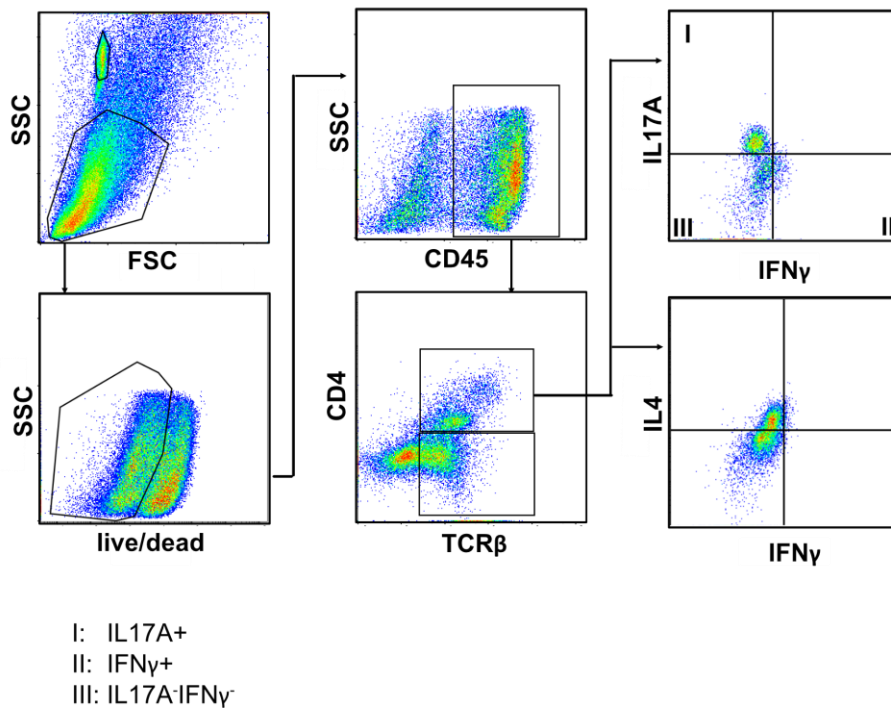 SSC
FSC
SSC
CD45
I
IL17A
III
II
IFNγ
SSC
live/dead
CD4
TCRβ
IL4
IFNγ
I: IL17A+
II: IFNγ+
III: IL17A-IFNγ-